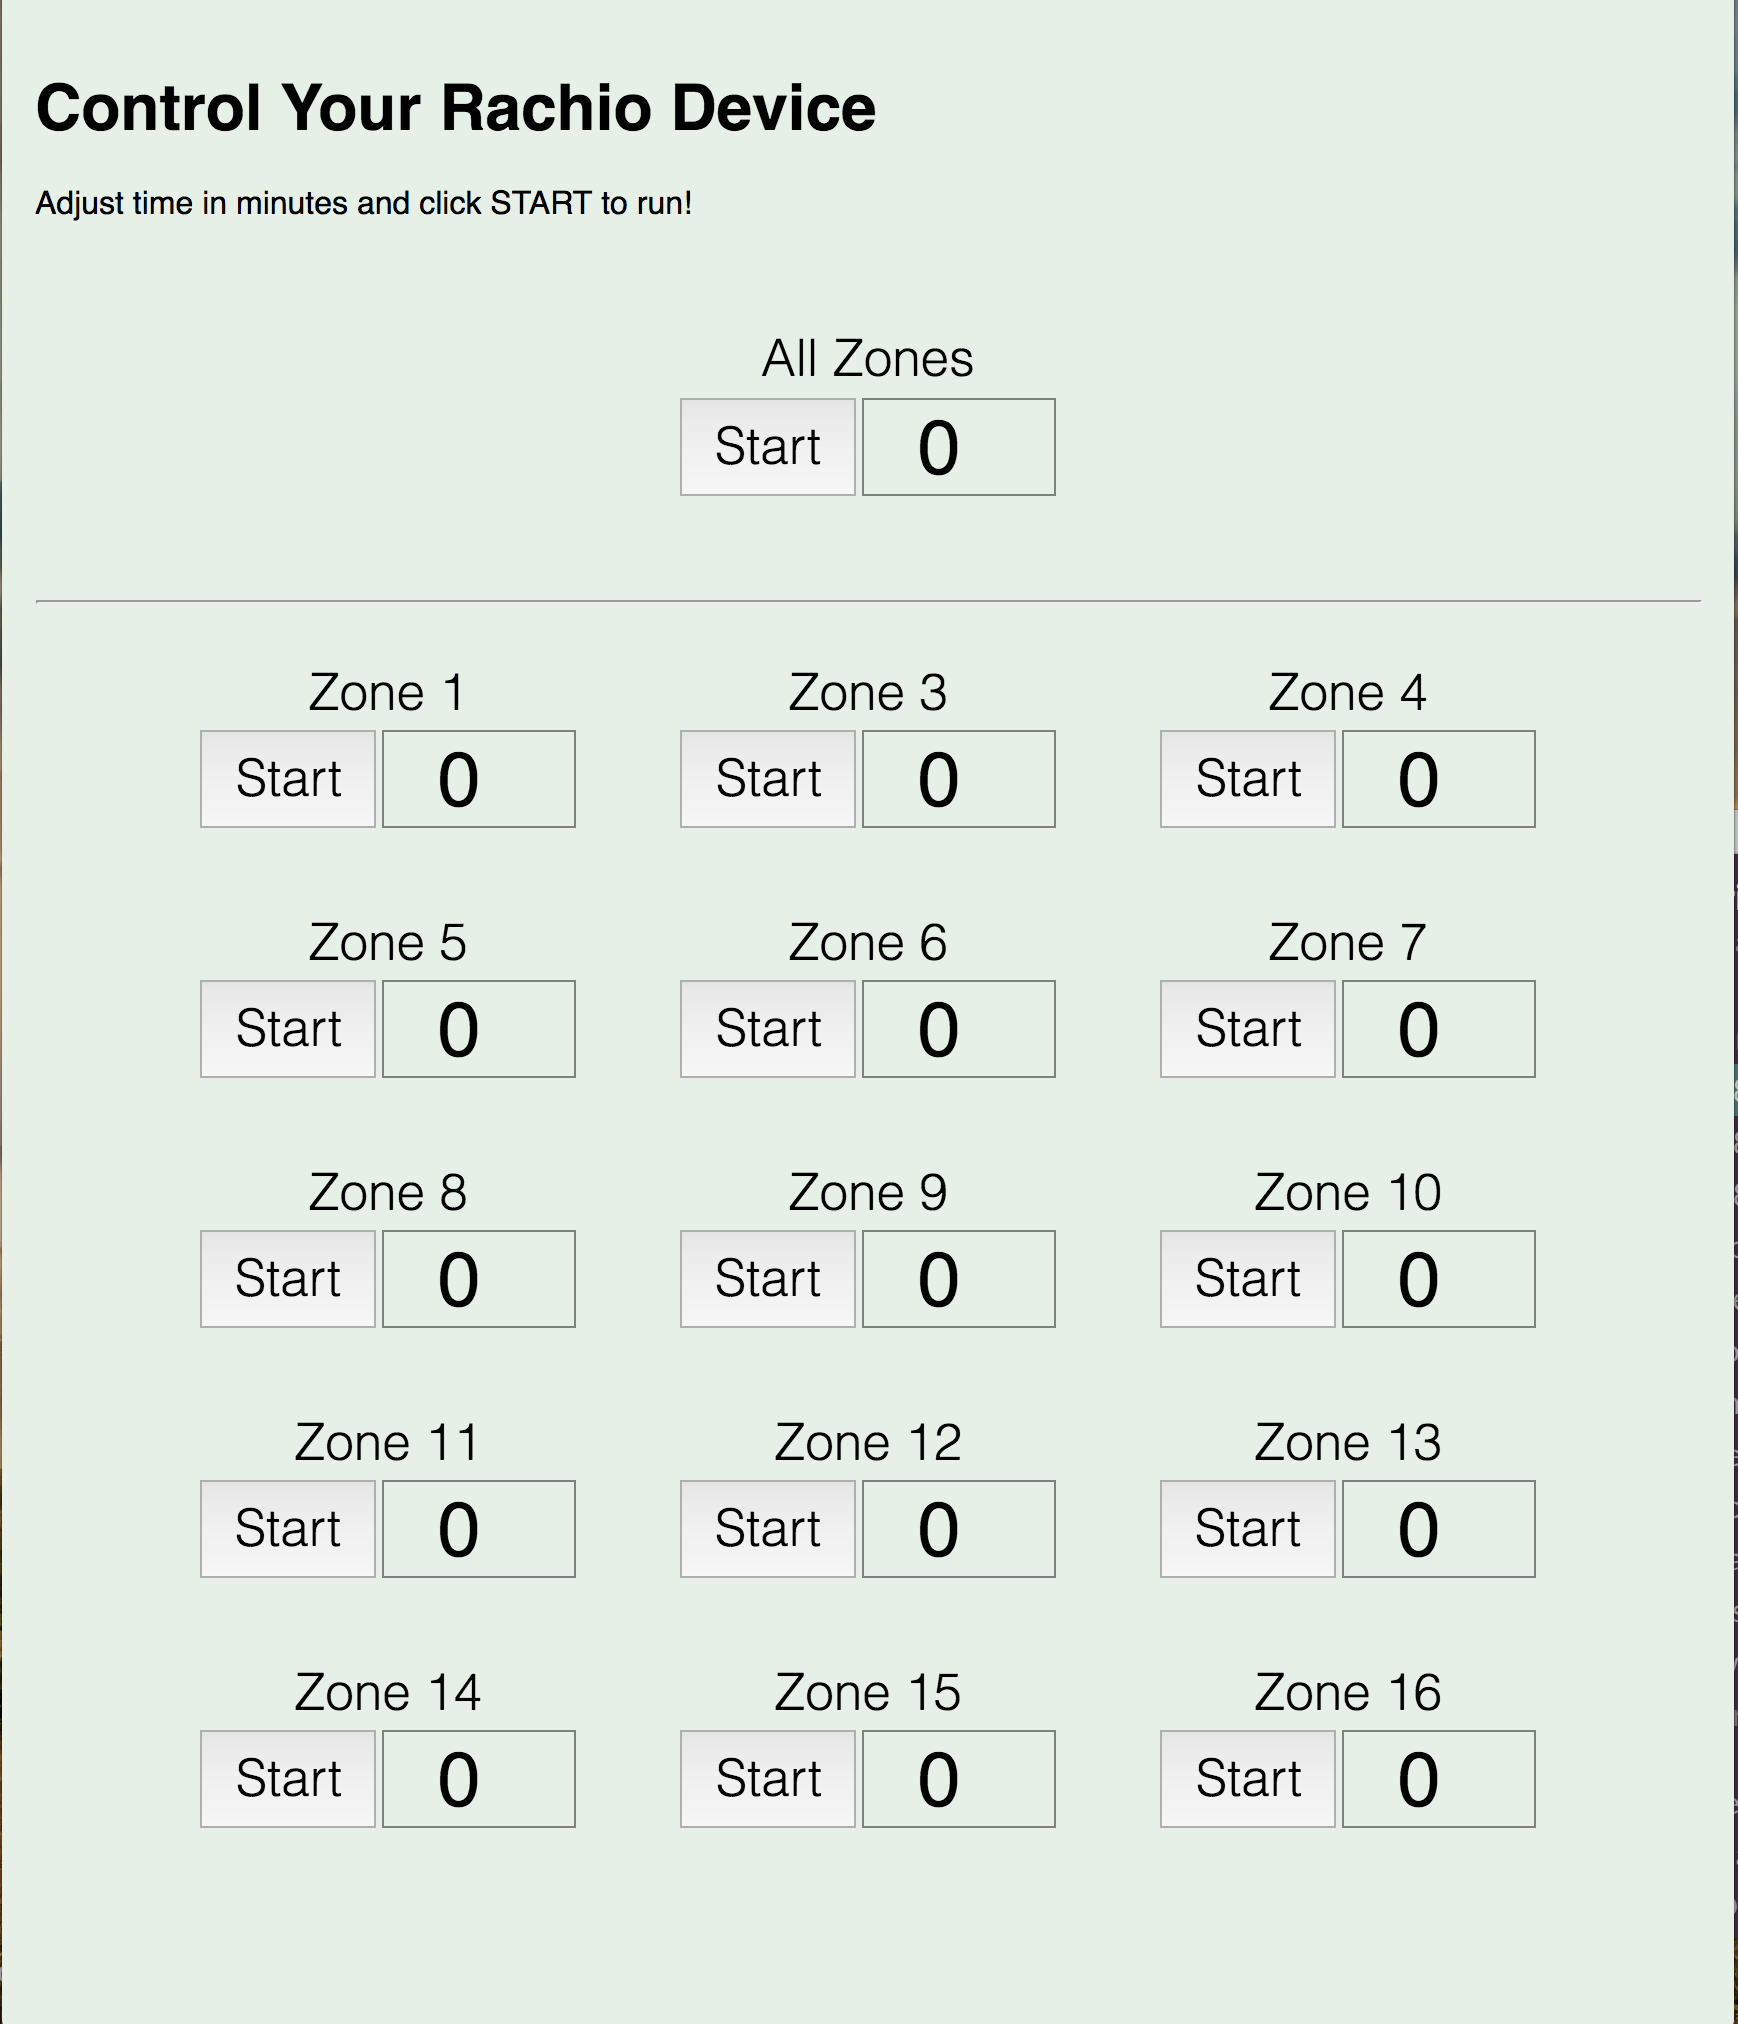 Control Your Rachio Device
Adjust time in minutes and click START to run!
All Zones
Start 0
Zone 1 Zone 3 Zone 4
Start 0 Start 0 Start 0
Zone 5 Zone 6 Zone 7
Start 0 Start 0 Start 0
Zone 8 Zone 9 Zone 10
Start 0 Start 0 Start 0
Zone 11 Zone 12 Zone 13
Start 0 Start 0 Start 0
Zone 14 Zone 15 Zone 16
Start 0 Start 0 Start 0